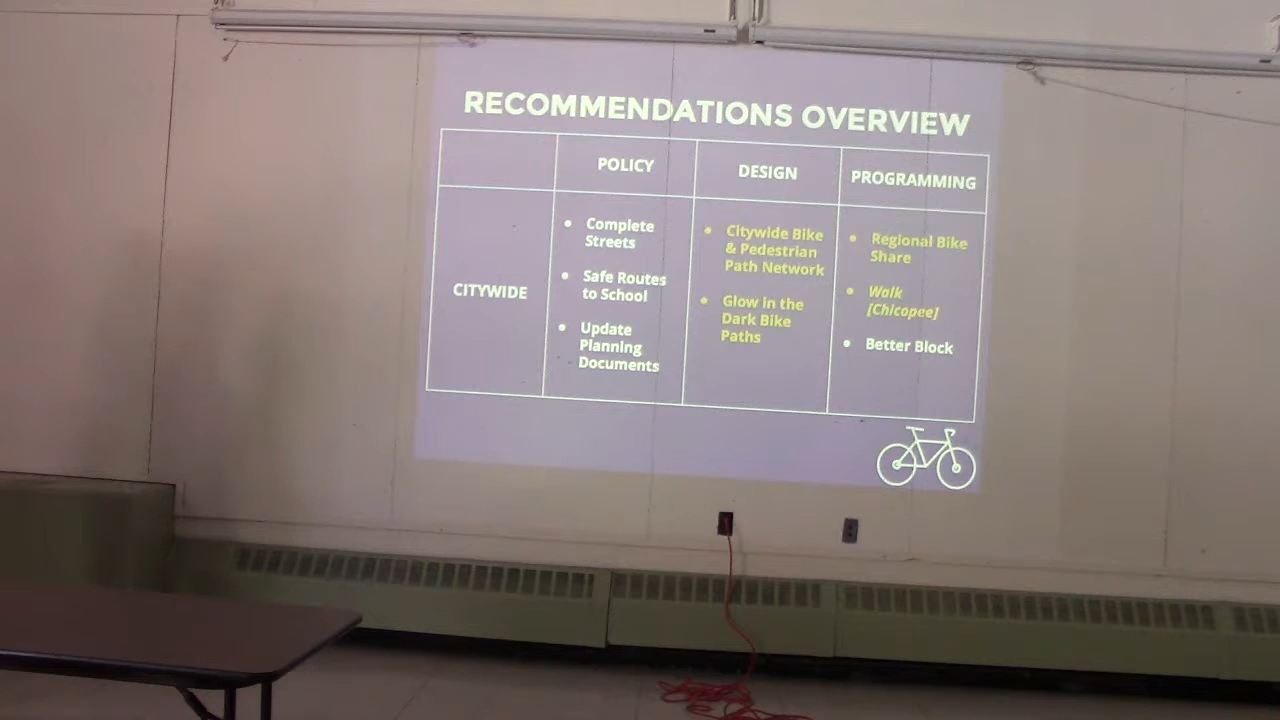 RECOMMENDATIONS OVERVIEW
POLICY
DESIGN
PROGRAMMING
CITYWIDE
• Complete
Streets
• Safe Routes
to School
• Update
Planning
Documents
• Citywide Bike
& Pedestrian
Path Network
• Glow in the
Dark Bike
Paths
• Regional Bike
Share
• Walk
[Chicopee]
• Better Block